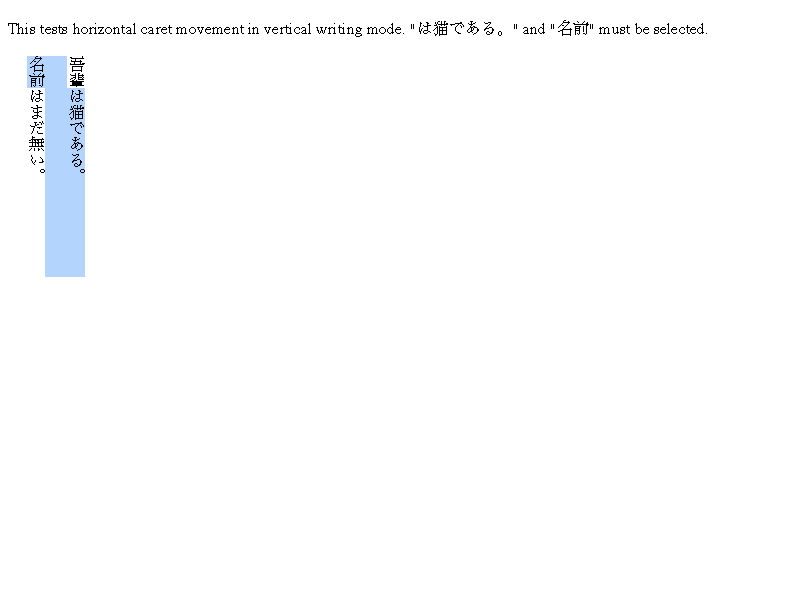 This tests horizontal caret movement in vertical writing mode. "は猫である。" and "名前" must be selected.
吾輩は猫である。
名前はまだ無い。